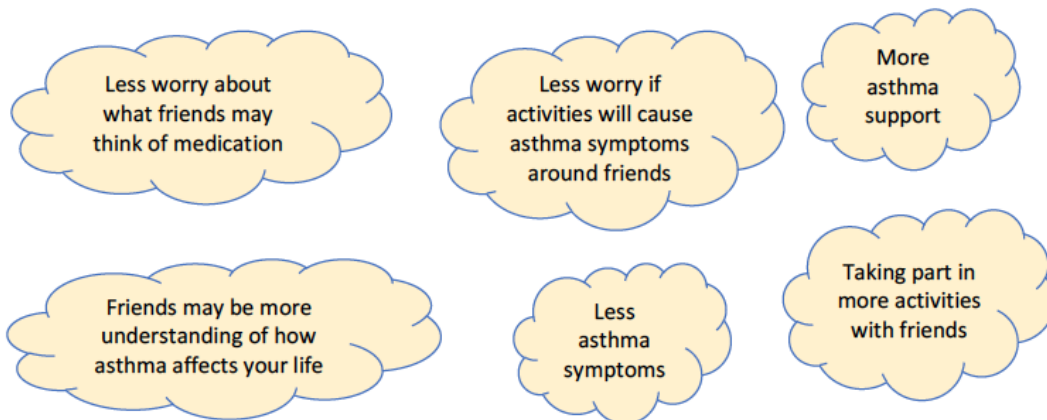 Less worry about
what friends may
think of medication
Less worry if
activities will cause
asthma symptoms
around friends
More
asthma
support
Friends may be more
understanding of how
asthma affects your life
Less
asthma
symptoms
Taking part in
more activities
with friends